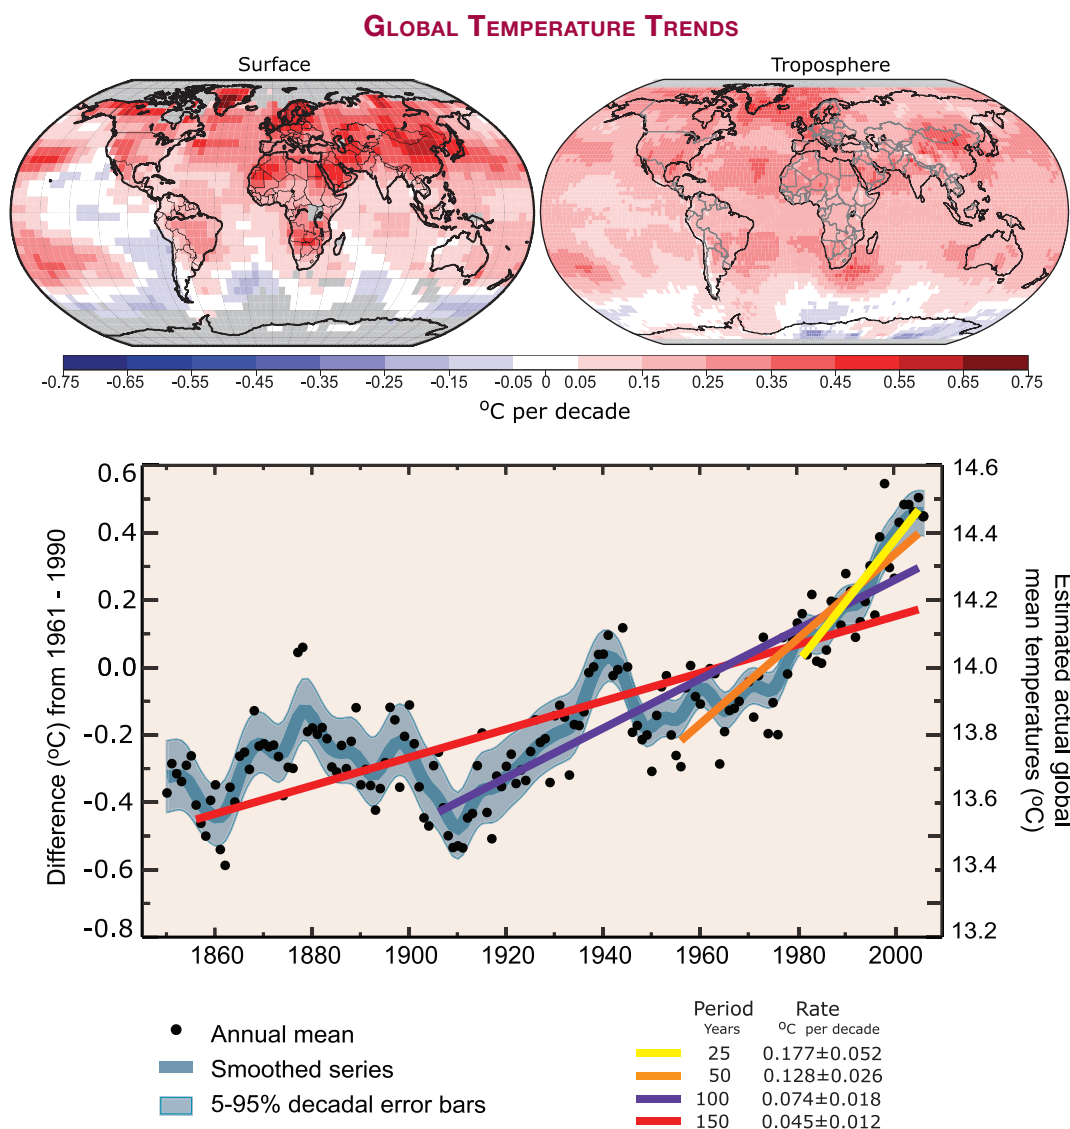 GLOBAL TEMPERATURE TRENDS
Surface
Troposphere
-0.75 -0.65 -0.55 -0.45 -0.35 -0.25 -0.15 -0.05 0 0.05 0.15 0.25 0.35 0.45 0.55 0.65 0.75
ºC per decade
Difference (ºC) from 1961 - 1990
0.6
0.4
0.2
0.0
-0.2
-0.4
-0.6
-0.8
14.6
14.4
14.2
14.0
13.8
13.6
13.4
13.2
Estimated actual global
mean temperatures (ºC)
1860 1880 1900 1920 1940 1960 1980 2000
Annual mean
Smoothed series
5-95% decadal error bars
Period Rate
Years ºC per decade
25 0.177±0.052
50 0.128±0.026
100 0.074±0.018
150 0.045±0.012